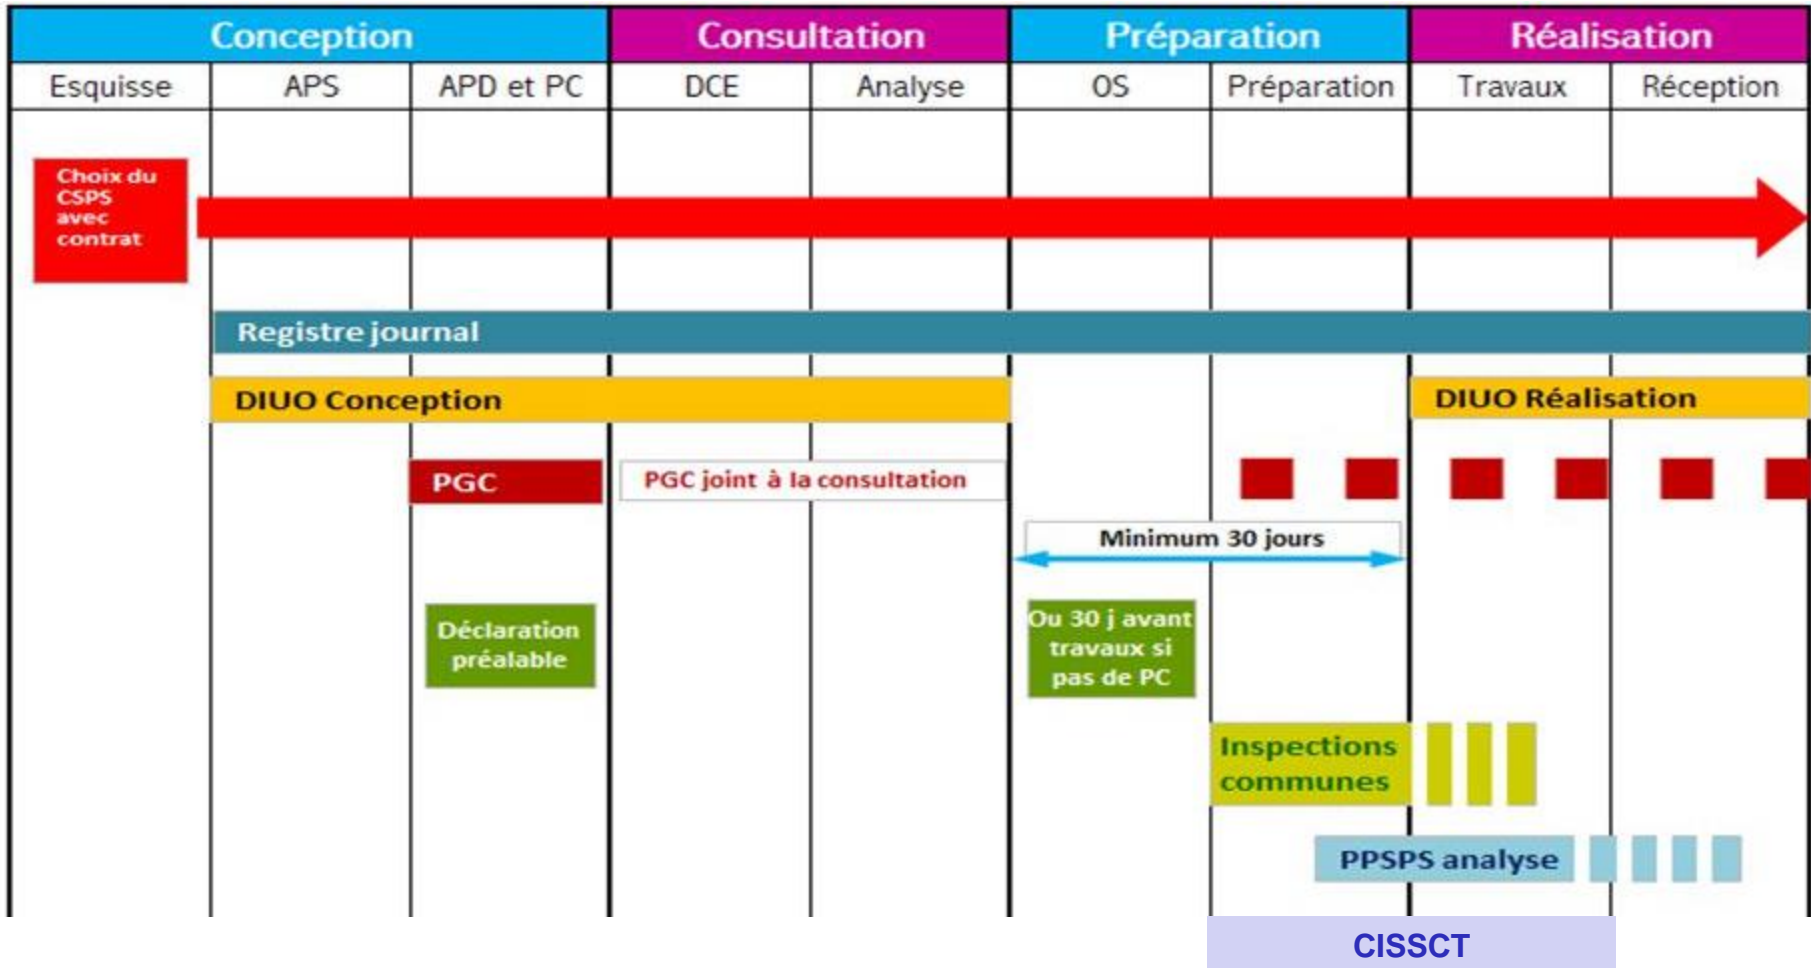 Conception Consultation Préparation Réalisation
Esquisse APS APD et PC DCE Analyse OS Préparation Travaux Réception
Choix du
CSPS
avec
contrat
Registre journal
DIUO Conception DIUO Réalisation
PGC PGC joint à la consultation
Minimum 30 jours
Déclaration
préalable
Ou 30 j avant
travaux si
pas de PC
Inspections
communes
PPSPS analyse
CISSCT